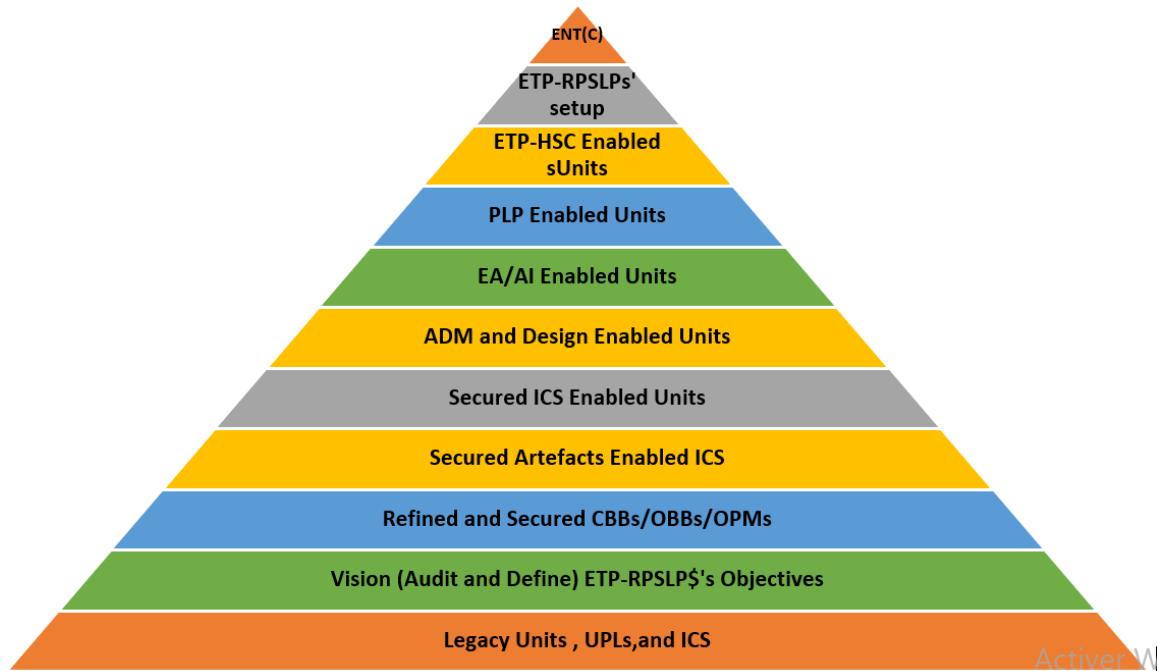 ENT(C)
ETP-RPSLPs'
setup
ETP-HSC Enabled
sUnits
PLP Enabled Units
EA/AI Enabled Units
ADM and Design Enabled Units
Secured ICS Enabled Units
Secured Artefacts Enabled ICS
Refined and Secured CBBs/OBBs/OPMs
Vision (Audit and Define) ETP-RPSLP$'s Objectives
Legacy Units , UPLs,and ICS
Activer W